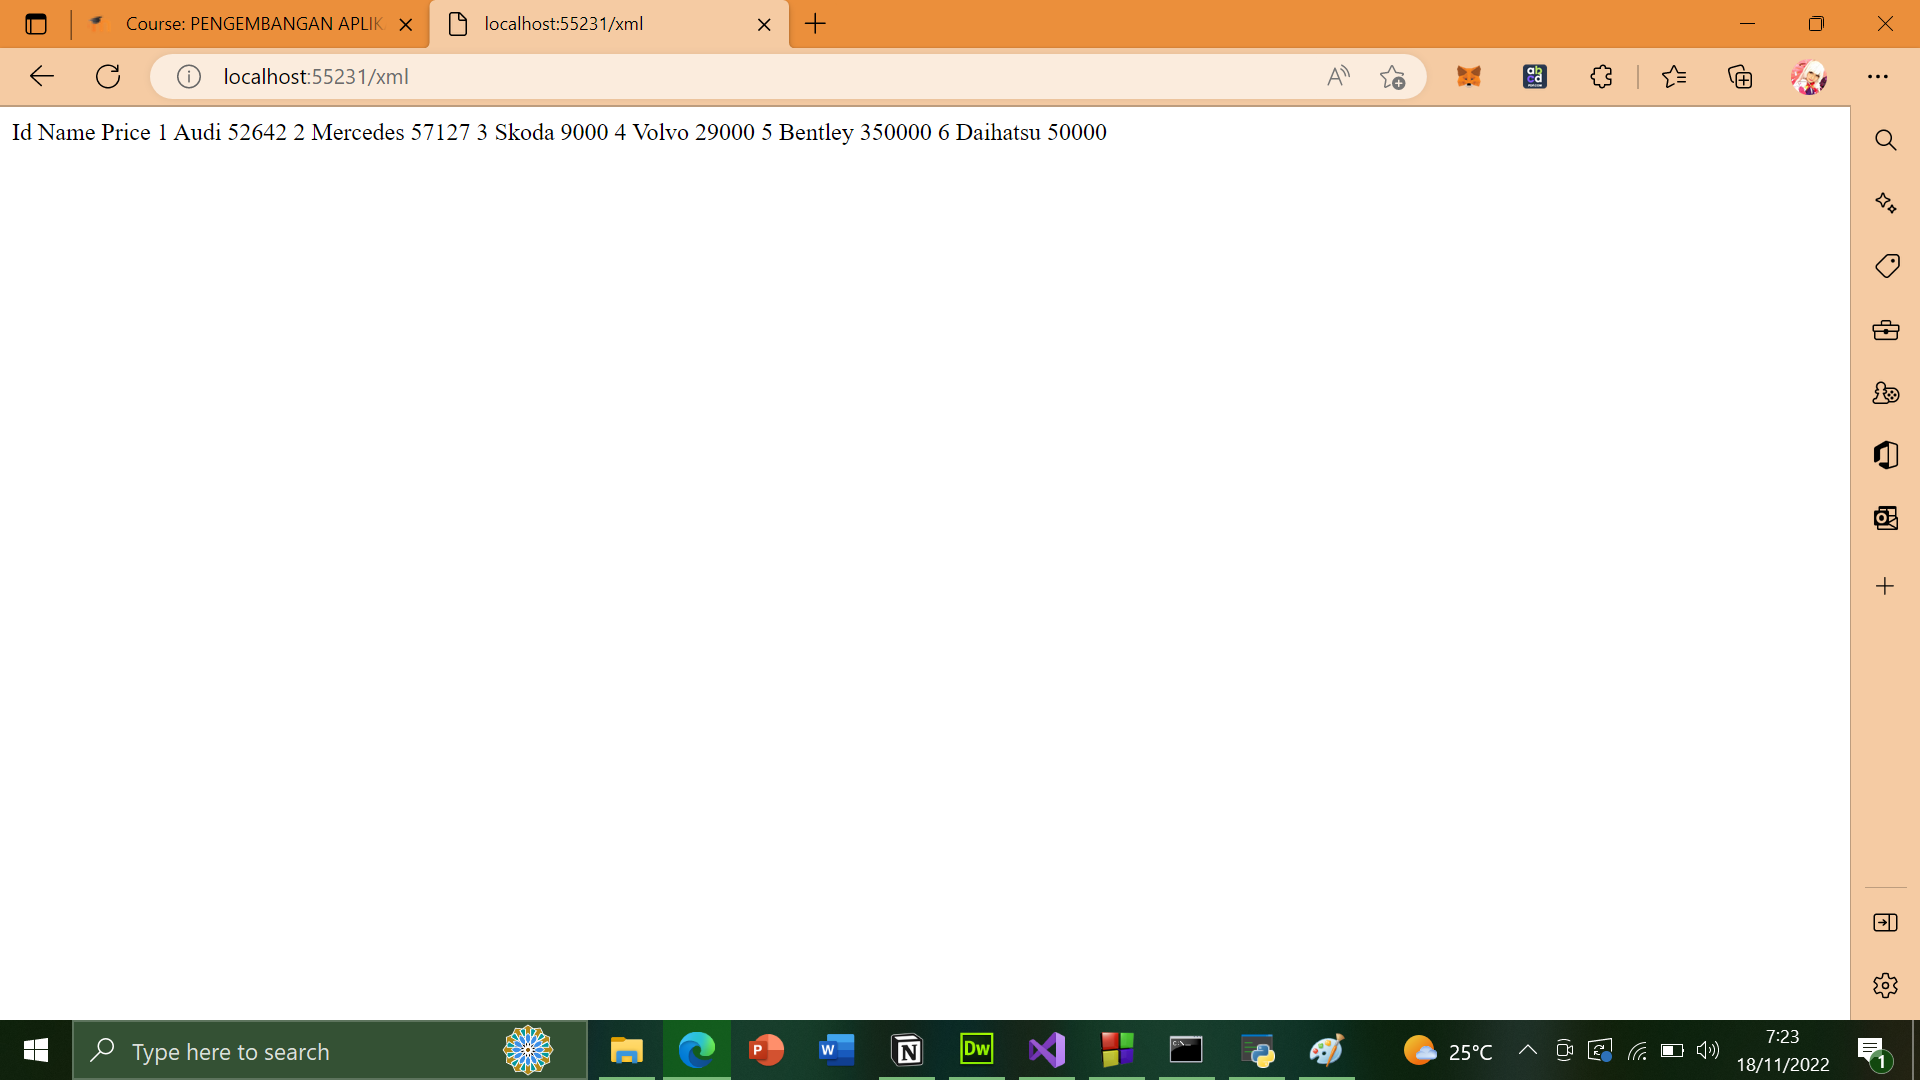 Course: PENGEMBANGAN APLIK
localhost:55231/xml
localhost:55231/xml
Id Name Price 1 Audi 52642 2 Mercedes 57127 3 Skoda 9000 4 Volvo 29000 5 Bentley 350000 6 Daihatsu 50000
Type here to search
25°C
7:23
18/11/2022
1